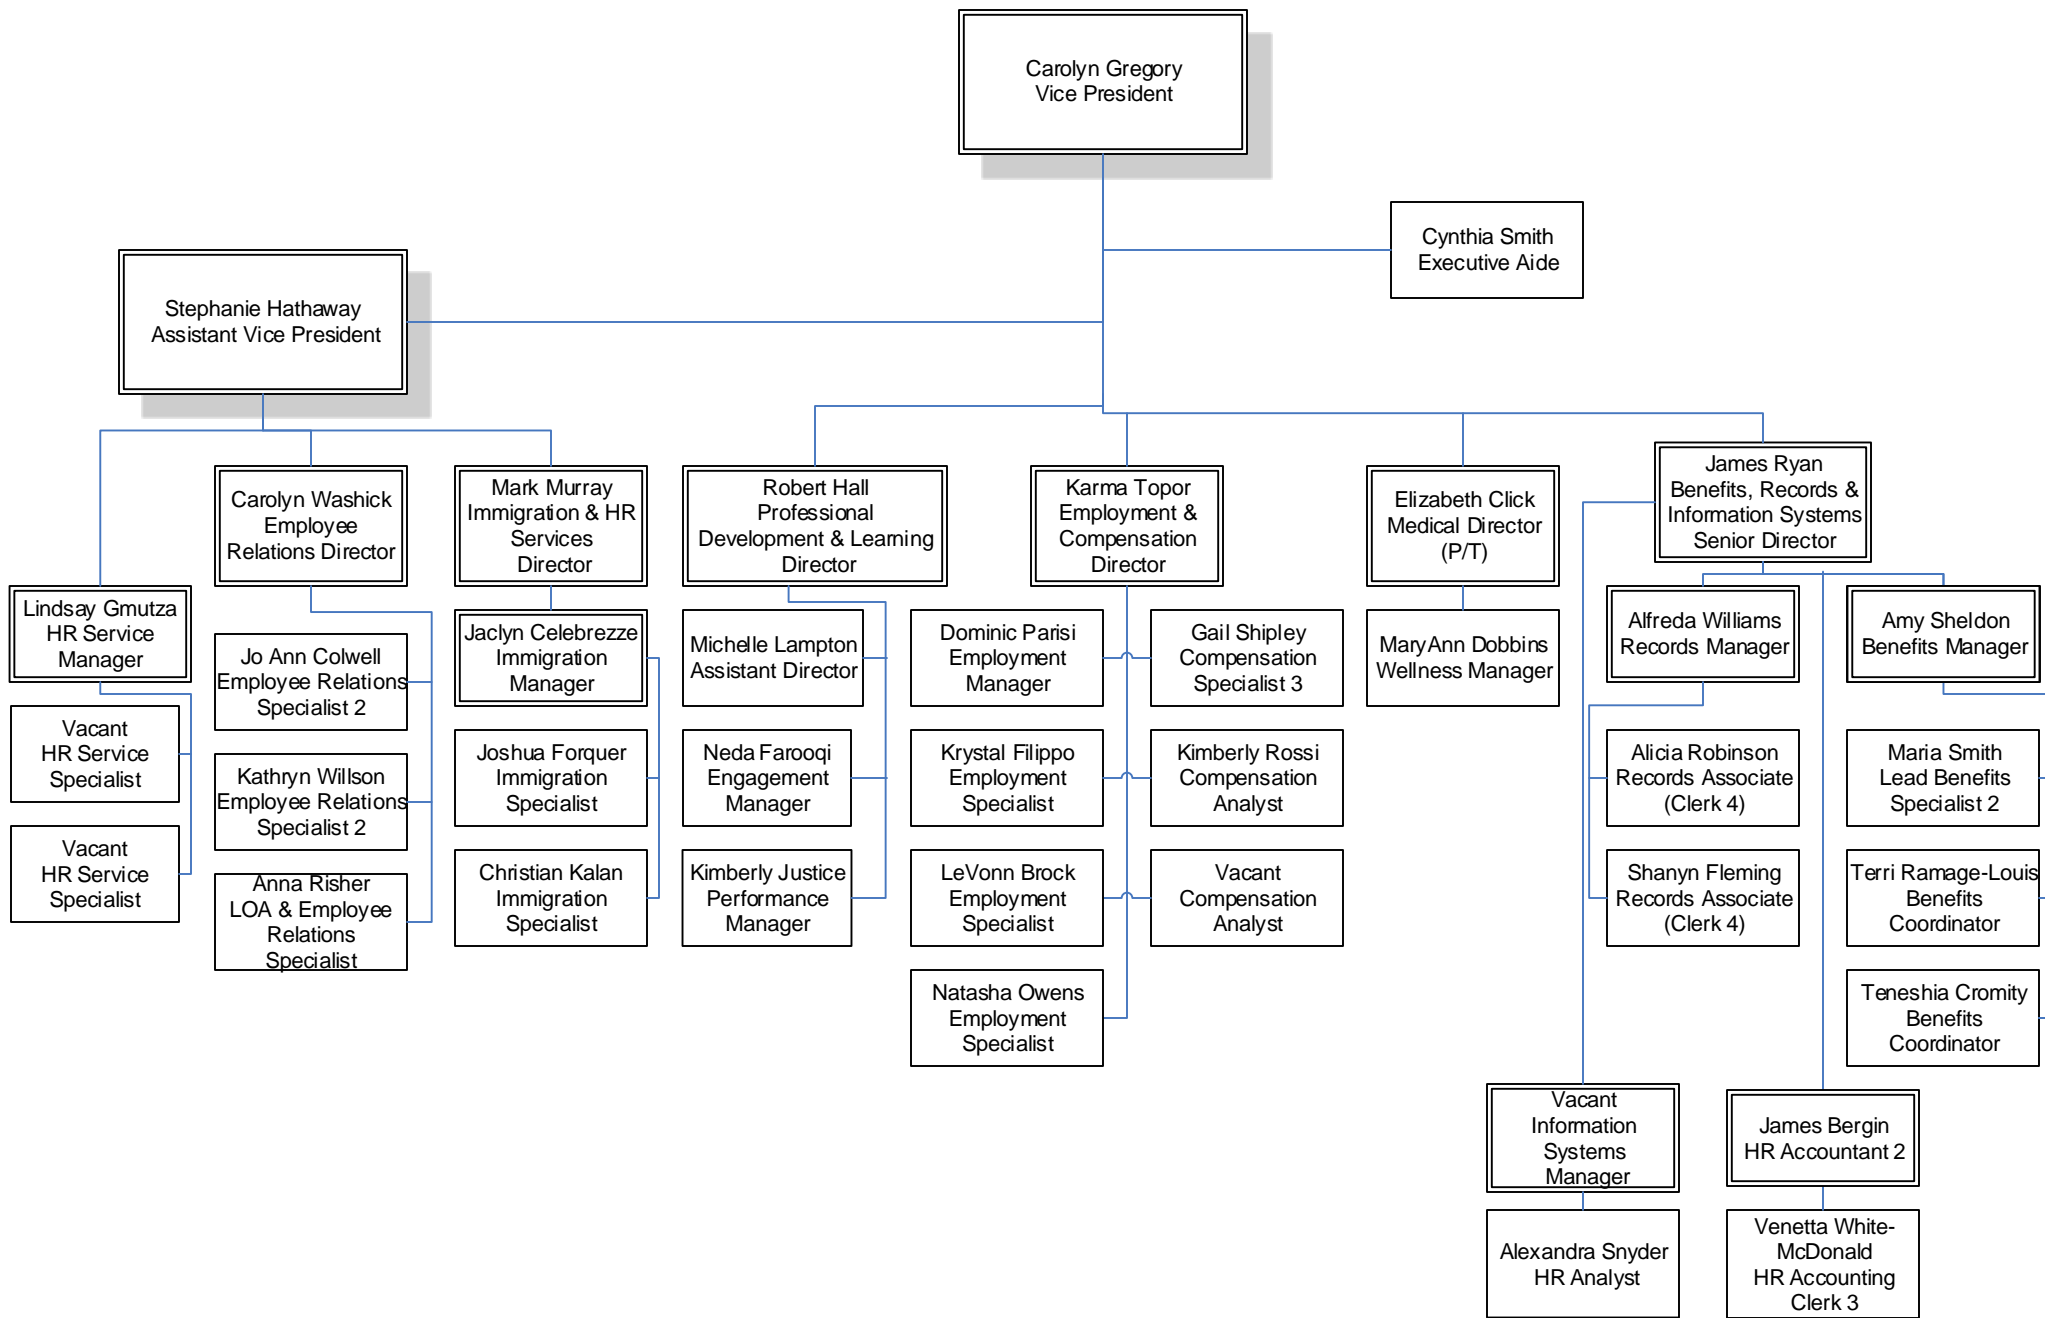 Carolyn Gregory
Vice President
Cynthia Smith
Executive Aide
Stephanie Hathaway
Assistant Vice President
Lindsay Gmutza
HR Service
Manager
Vacant
HR Service
Specialist
Vacant
HR Service
Specialist
Carolyn Washick
Employee
Relations Director
Jo Ann Colwell
Employee Relations
Specialist 2
Kathryn Willson
Employee Relations
Specialist 2
Anna Risher
LOA & Employee
Relations
Specialist
Mark Murray
Immigration & HR
Services
Director
Jaclyn Celebrezze
Immigration
Manager
Joshua Forquer
Immigration
Specialist
Christian Kalan
Immigration
Specialist
Robert Hall
Professional
Development & Learning
Director
Michelle Lampton
Assistant Director
Neda Farooqi
Engagement
Manager
Kimberly Justice
Performance
Manager
Karma Topor
Employment &
Compensation
Director
Dominic Parisi
Employment
Manager
Krystal Filippo
Employment
Specialist
LeVonn Brock
Employment
Specialist
Natasha Owens
Employment
Specialist
Gail Shipley
Compensation
Specialist 3
Kimberly Rossi
Compensation
Analyst
Vacant
Compensation
Analyst
Elizabeth Click
Medical Director
(P/T)
MaryAnn Dobbins
Wellness Manager
James Ryan
Benefits, Records &
Information Systems
Senior Director
Alfreda Williams
Records Manager
Alicia Robinson
Records Associate
(Clerk 4)
Shanyn Fleming
Records Associate
(Clerk 4)
Amy Sheldon
Benefits Manager
Maria Smith
Lead Benefits
Specialist 2
Terri Ramage-Louis
Benefits
Coordinator
Teneshia Cromity
Benefits
Coordinator
Vacant
Information
Systems
Manager
Alexandra Snyder
HR Analyst
James Bergin
HR Accountant 2
Venetta White-
McDonald
HR Accounting
Clerk 3